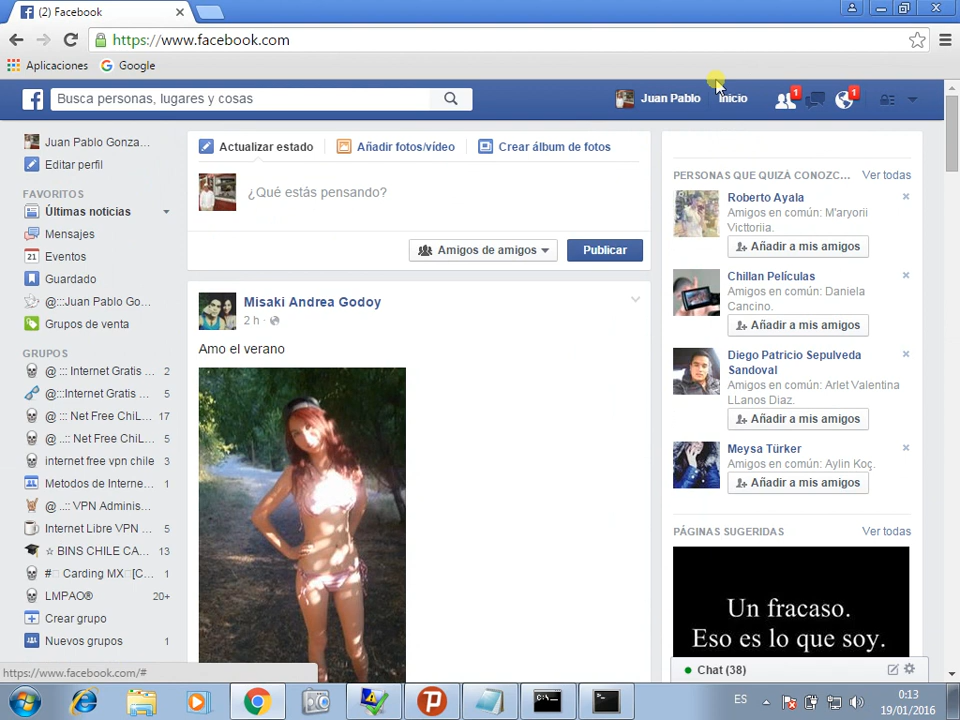 (2) Facebook
https://www.facebook.com
Aplicaciones Google
Busca personas, lugares y cosas
Juan Pablo Inicio 1 1
Juan Pablo Gonza...
Editar perfil
FAVORITOS
Últimas noticias
Mensajes
31 Eventos
Guardado
@:::Juan Pablo Go...
Grupos de venta
GRUPOS
@ ::: Internet Gratis ... 2
@:::Internet Gratis ... 5
@ ::: Net Free ChiL... 17
@ ..:: Net Free ChiL... 5
internet free vpn chile 3
Metodos de Interne...
@ ..:: VPN Adminis...
Internet Libre VPN ... 5
☆ BINS CHILE CA... 13
#□ Carding MX□[C... 1
LMPAO® 20+
Crear grupo
Nuevos grupos 1
https://www.facebook.com/#
Actualizar estado Añadir fotos/vídeo Crear álbum de fotos
¿Qué estás pensando?
Amigos de amigos Publicar
Misaki Andrea Godoy
2 h ·
Amo el verano
PERSONAS QUE QUIZÁ CONOZC... Ver todas
Roberto Ayala
Amigos en común: M'aryorii
Victtoriia.
Añadir a mis amigos
Chillan Películas
Amigos en común: Daniela
Cancino.
Añadir a mis amigos
Diego Patricio Sepulveda
Sandoval
Amigos en común: Arlet Valentina
LLanos Diaz.
Añadir a mis amigos
Meysa Türker
Amigos en común: Aylin Koç.
Añadir a mis amigos
PÁGINAS SUGERIDAS Ver todas
Un fracaso.
Eso es lo que soy.
Chat (38)
ES
0:13
19/01/2016